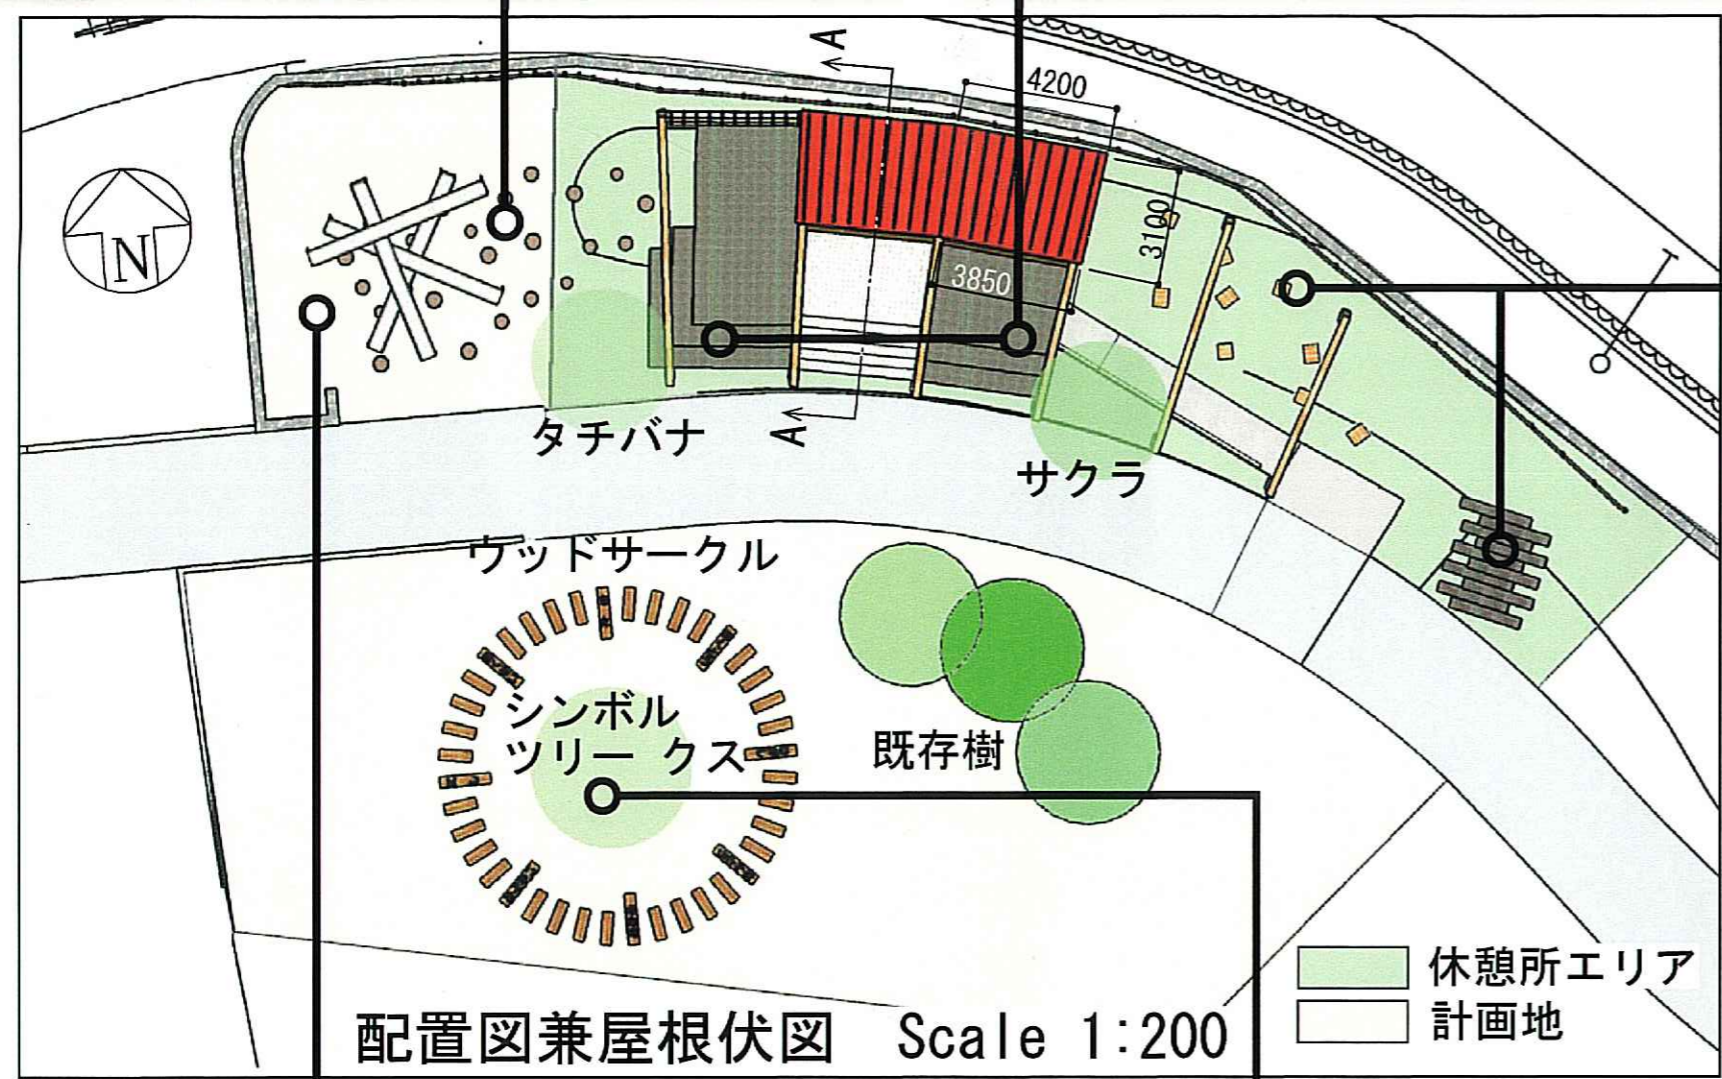 A
4200
N
3100
3850
A
タチバナ
サクラ
ウッドサークル
シンボル
ツリー クス
既存樹
休憩所エリア
計画地
配置図兼屋根伏図 Scale 1:200